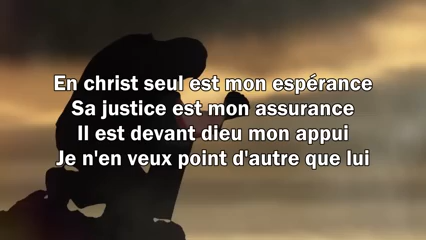 En christ seul est mon espérance
Sa justice est mon assurance
Il est devant dieu mon appui
Je n'en veux point d'autre que lui